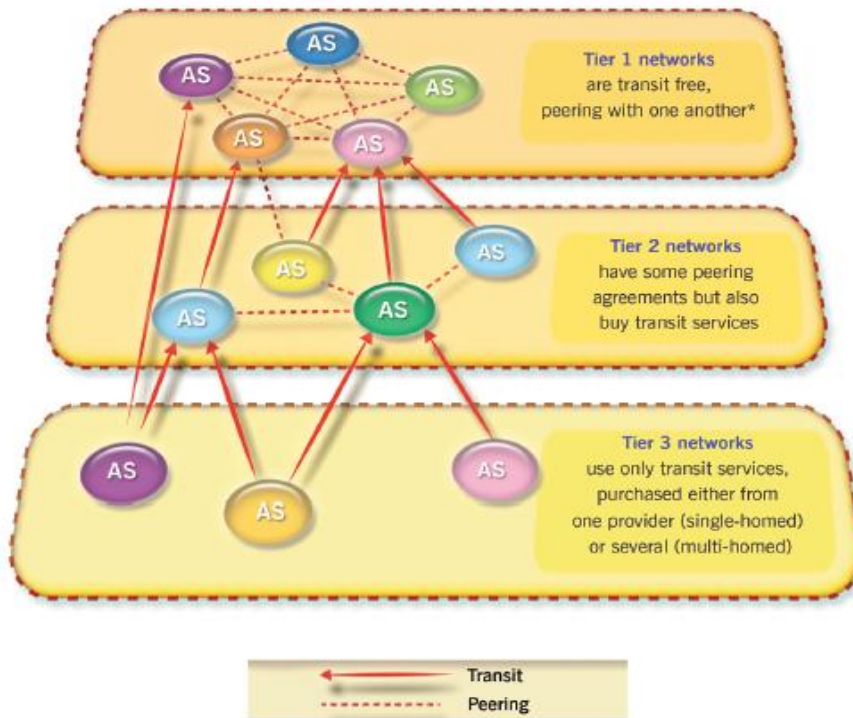 AS
AS
AS
AS
AS
Tier 1 networks
are transit free,
peering with one another*
AS
AS
AS
AS
Tier 2 networks
have some peering
agreements but also
buy transit services
AS
AS
AS
Tier 3 networks
use only transit services,
purchased either from
one provider (single-homed)
or several (multi-homed)
Transit
Peering